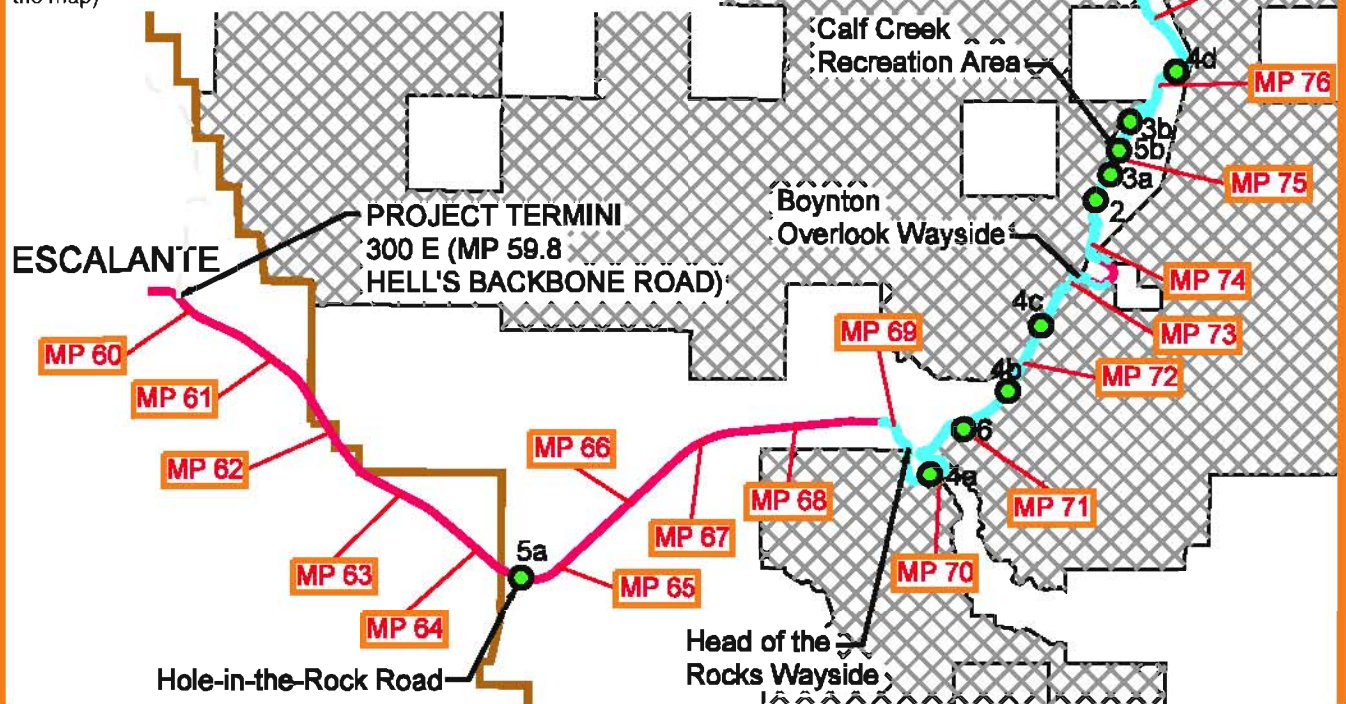 the map)
Calf Creek
Recreation Area
4d
MP 76
3b
5b
MP 75
3a
2
Boynton
Overlook Wayside
PROJECT TERMINI
300 E (MP 59.8
HELL'S BACKBONE ROAD)
ESCALANTE
MP 74
4c
MP 73
MP 69
MP 60
MP 72
4b
MP 61
MP 66
6
MP 62
4a
MP 68
MP 71
MP 67
5a
MP 70
MP 63
MP 65
MP 64
Head of the
Rocks Wayside
Hole-in-the-Rock Road